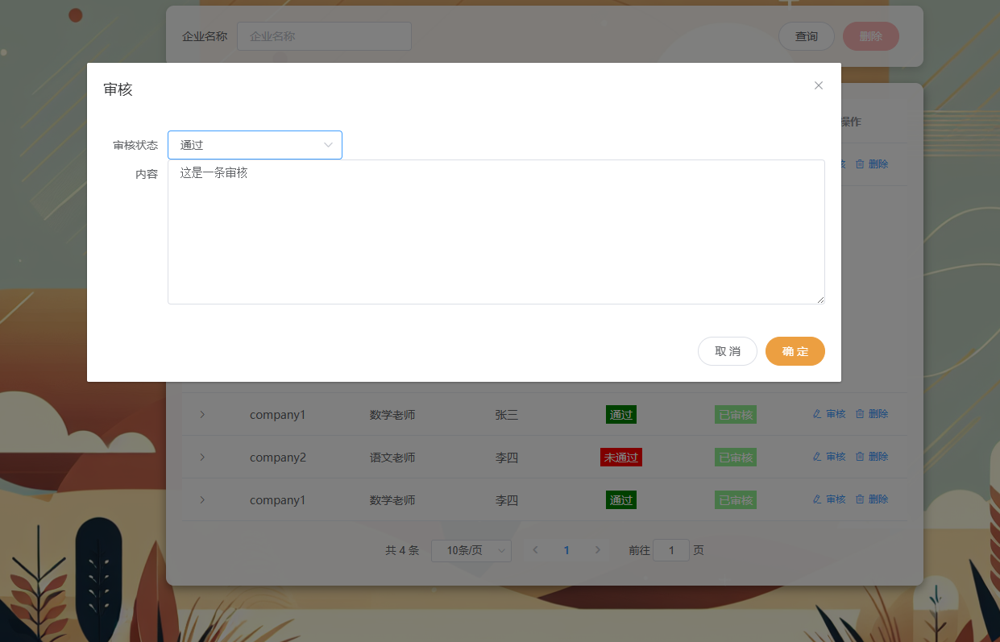 企业名称 企业名称 查询 删除
审核
操作
审核状态 通过
删除
内容 这是一条审核
取 消 确 定
company1 数学老师 张三 通过 已审核 审核 删除
company2 语文老师 李四 未通过 已审核 审核 删除
company1 数学老师 李四 通过 已审核 审核 删除
共 4 条 10条/页 1 前往 1 页